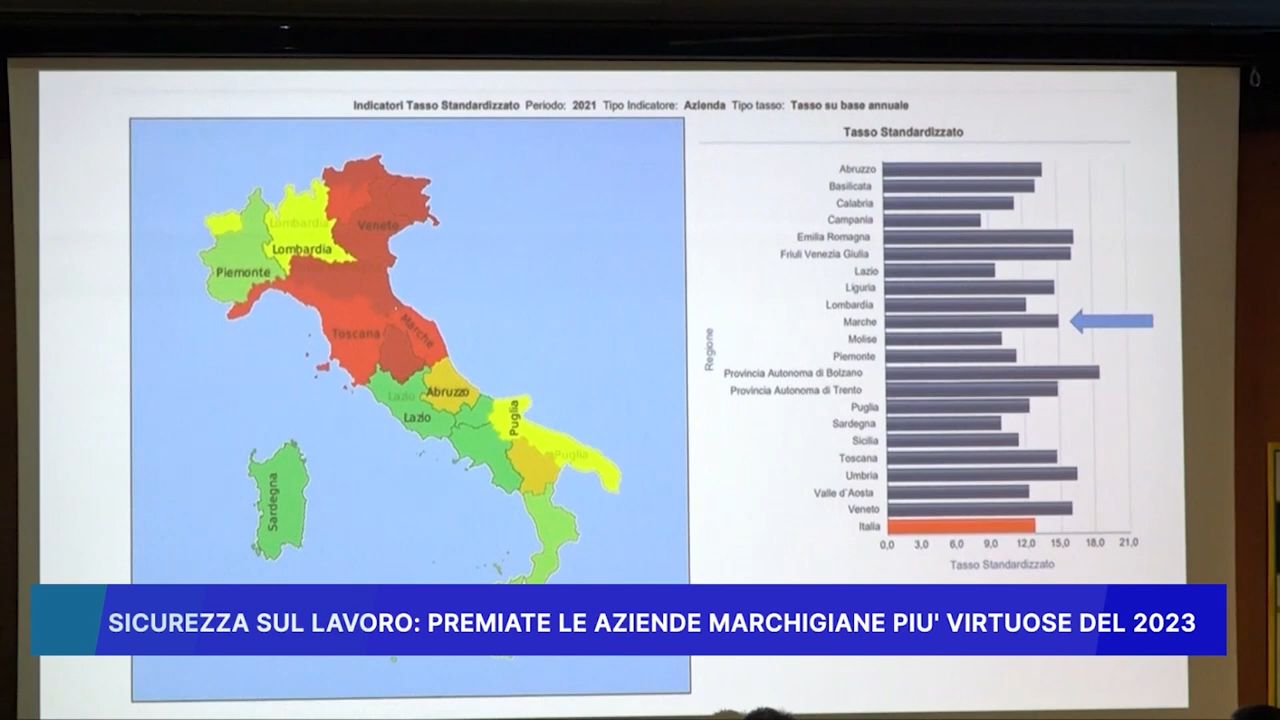 Indicatori Tasso Standardizzato Periodo: 2021 Tipo Indicatore: Azienda Tipo tasso: Tasso su base annuale
Lombardia
Veneto
Lombardia
Piemonte
Toscana
Marche
Lazio
Abruzzo
Lazio
Puglia
Puglia
Sardegna
Tasso Standardizzato
Regione
Abruzzo
Basilicata
Calabria
Campania
Emilia Romagna
Friuli Venezia Giulia
Lazio
Liguria
Lombardia
Marche
Molise
Piemonte
Provincia Autonoma di Bolzano
Provincia Autonoma di Trento
Puglia
Sardegna
Sicilia
Toscana
Umbria
Valle d'Aosta
Veneto
Italia
0,0 3,0 6,0 9,0 12,0 15,0 18,0 21,0
Tasso Standardizzato
SICUREZZA SUL LAVORO: PREMIATE LE AZIENDE MARCHIGIANE PIU' VIRTUOSE DEL 2023